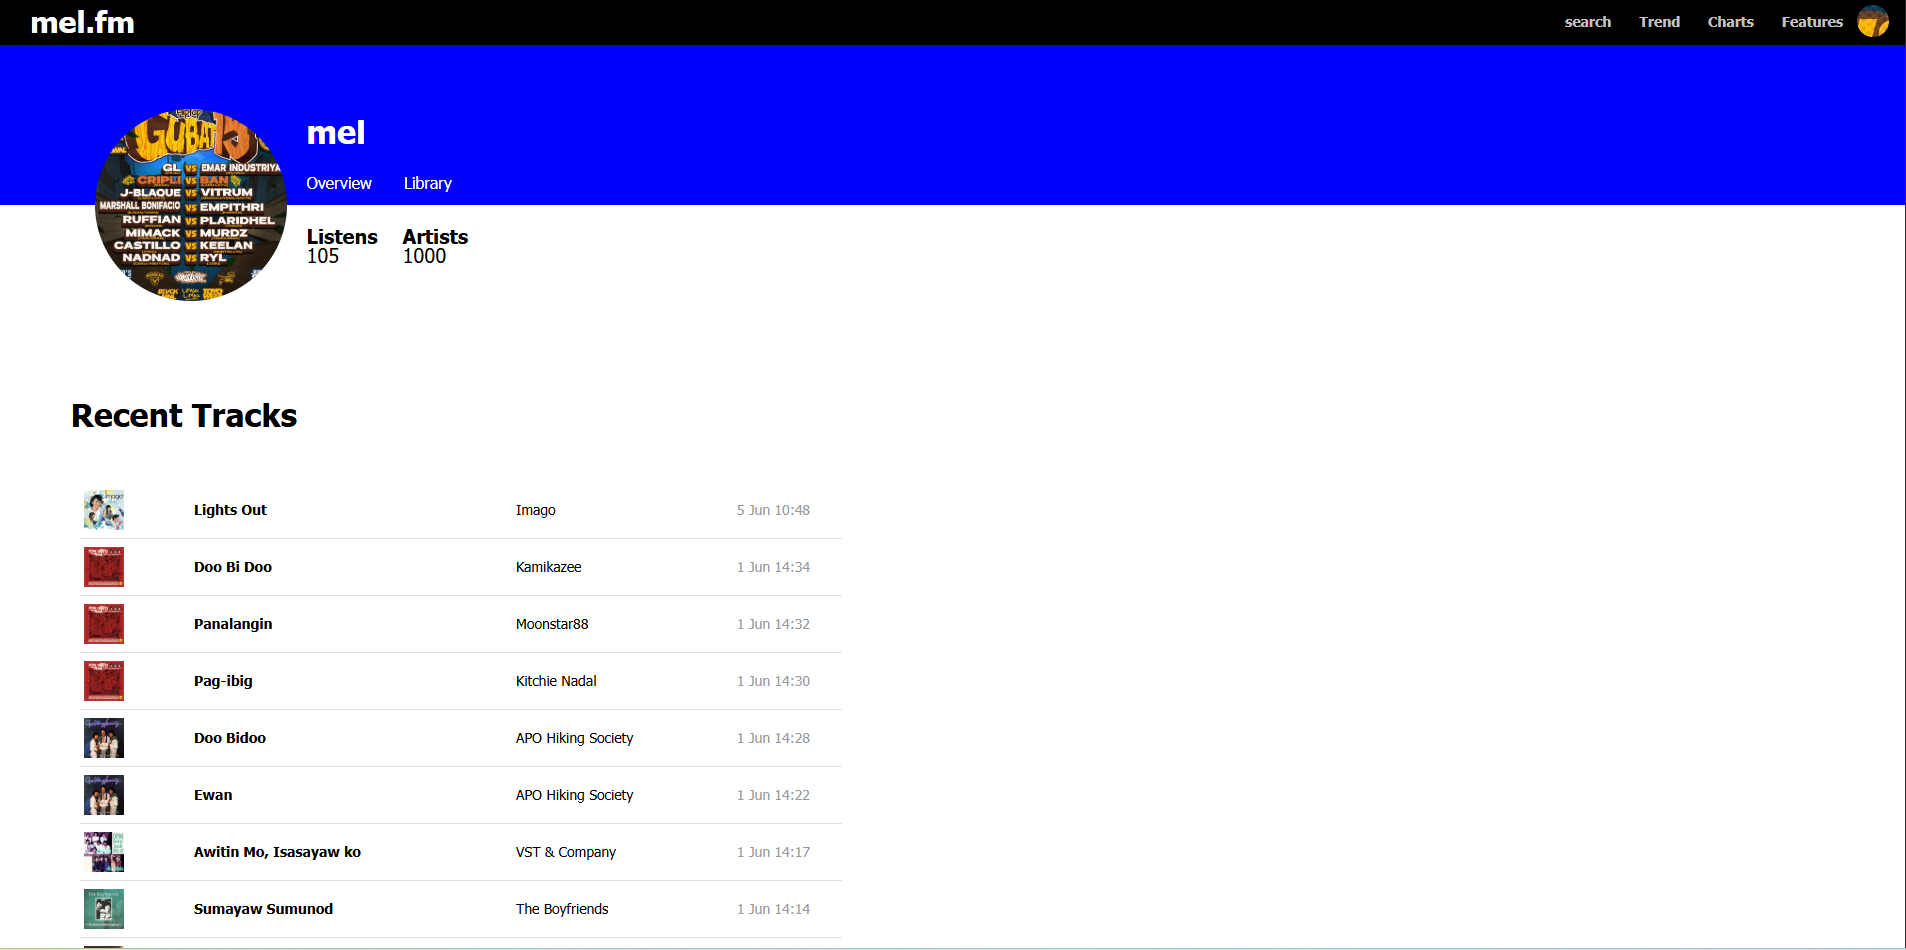 mel.fm
search Trend Charts Features
mel
Overview Library
GUBAT 15
GL VS EMAR INDUSTRIYA
CRIPLI VS BAN
J-BLAQUE VS VITRUM
MARSHALL BONIFACIO VS EMPITHRI
RUFFIAN VS PLARIDHEL
MIMACK VS MURDZ
CASTILLO VS KEELAN
NADNAD VS RYL
Listens Artists
105 1000
Recent Tracks
Lights Out Imago 5 Jun 10:48
Doo Bi Doo Kamikazee 1 Jun 14:34
Panalangin Moonstar88 1 Jun 14:32
Pag-ibig Kitchie Nadal 1 Jun 14:30
Doo Bidoo APO Hiking Society 1 Jun 14:28
Ewan APO Hiking Society 1 Jun 14:22
Awitin Mo, Isasayaw ko VST & Company 1 Jun 14:17
Sumayaw Sumunod The Boyfriends 1 Jun 14:14